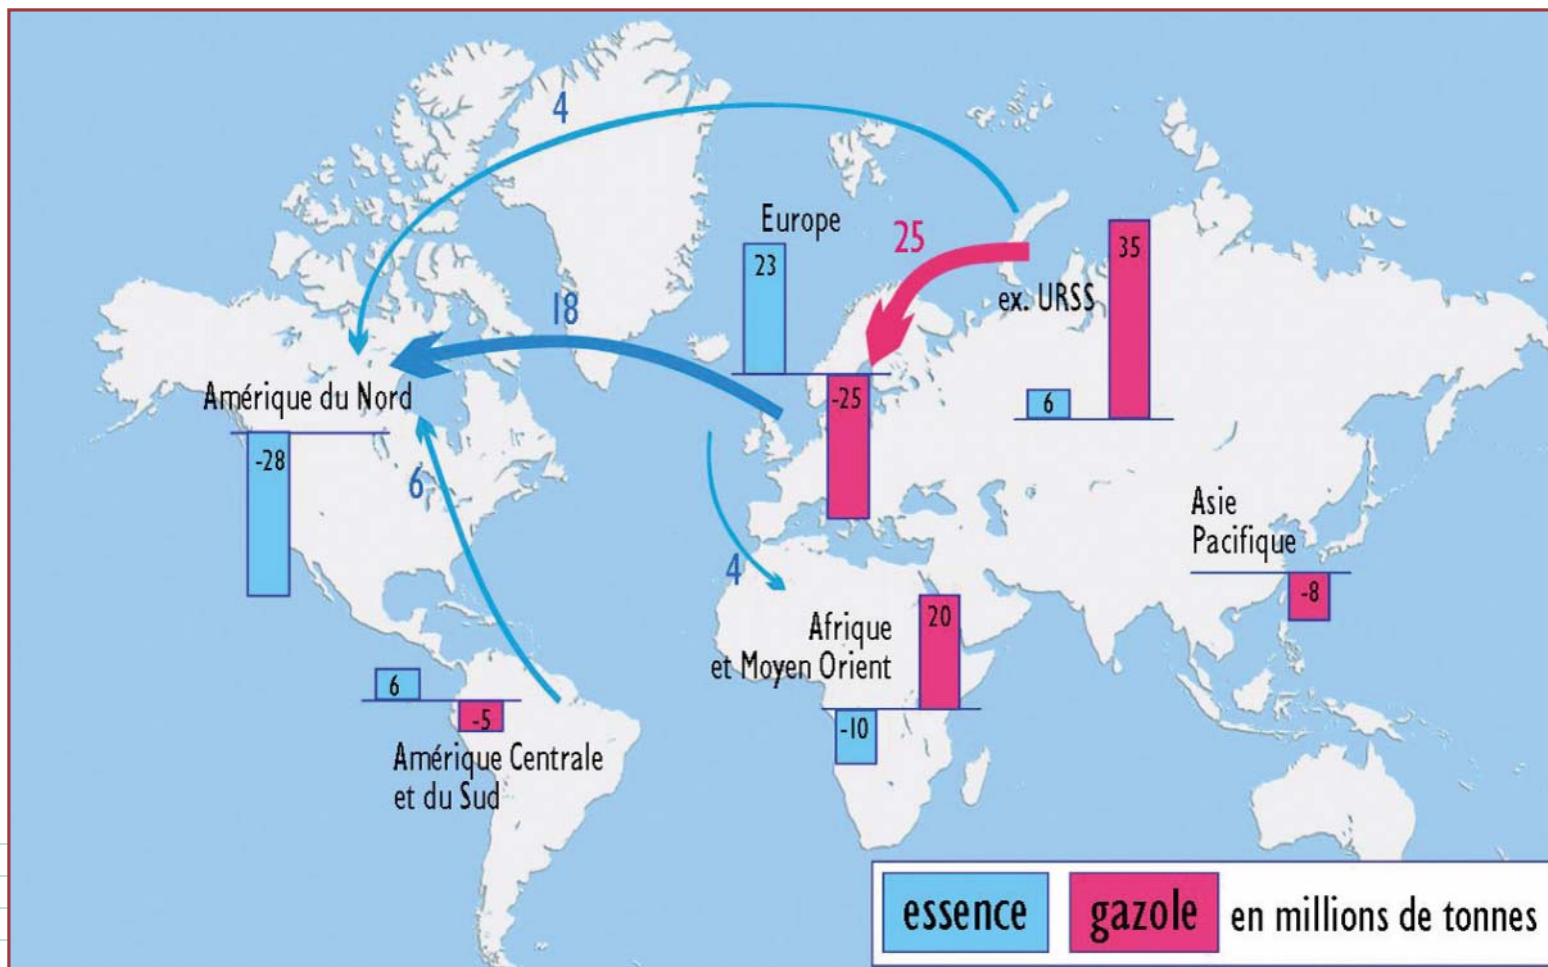 4
Europe
25
35
23
ex. URSS
18
-25
Amérique du Nord
6
-28
6
Asie
Pacifique
4
-8
Afrique
et Moyen Orient
20
6
-5
-10
Amérique Centrale
et du Sud
essence gazole en millions de tonnes